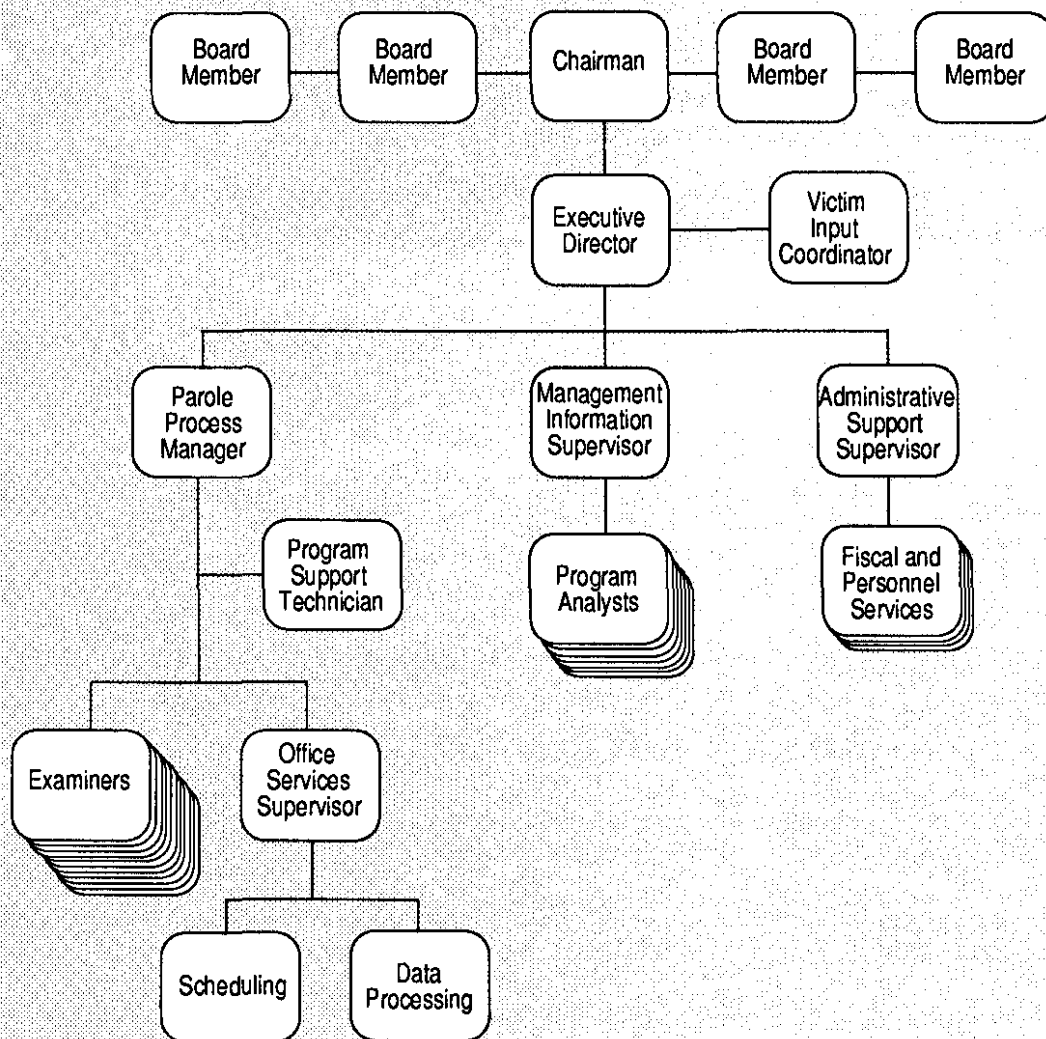 Board
Member
Board
Member
Chairman
Board
Member
Board
Member
Executive
Director
Victim
Input
Coordinator
Parole
Process
Manager
Management
Information
Supervisor
Administrative
Support
Supervisor
Program
Support
Technician
Program
Analysts
Fiscal and
Personnel
Services
Examiners
Office
Services
Supervisor
Scheduling
Data
Processing